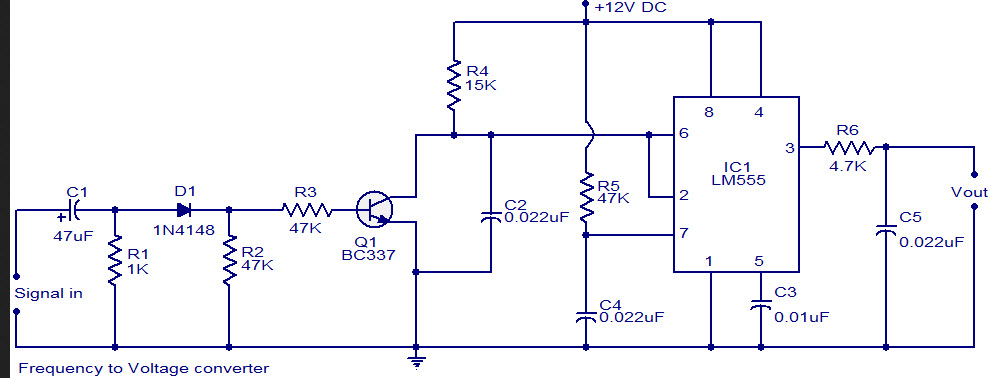 +12V DC
R4
15K
8
4
6
R6
3
4.7K
IC1
LM555
C1
+
47uF
D1
1N4148
R3
47K
Q1
BC337
C2
0.022uF
R5
47K
2
7
Vout
C5
0.022uF
R1
1K
R2
47K
1
5
Signal in
C3
0.01uF
C4
0.022uF
Frequency to Voltage converter